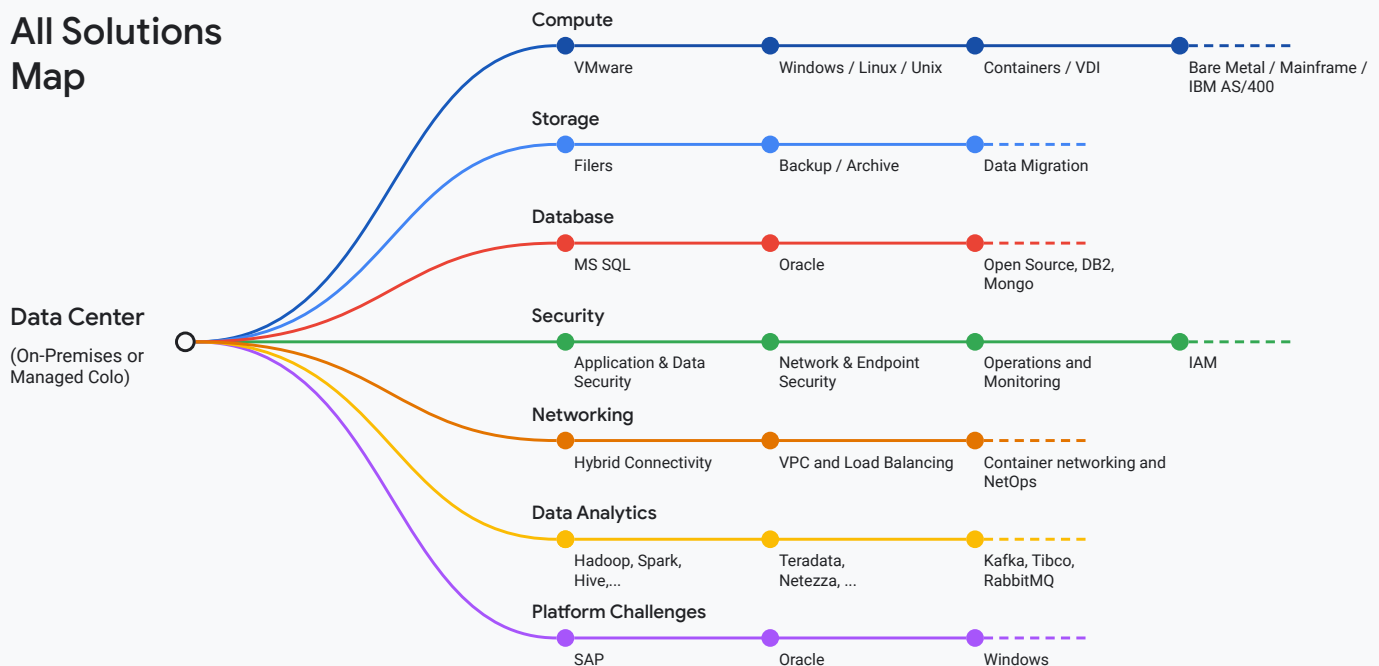 All Solutions
Map
Compute
VMware
Windows / Linux / Unix
Containers / VDI
Bare Metal / Mainframe /
IBM AS/400
Storage
Filers
Backup / Archive
Data Migration
Database
MS SQL
Oracle
Open Source, DB2,
Mongo
Data Center
(On-Premises or
Managed Colo)
Security
Application & Data
Security
Network & Endpoint
Security
Operations and
Monitoring
IAM
Networking
Hybrid Connectivity
VPC and Load Balancing
Container networking and
NetOps
Data Analytics
Hadoop, Spark,
Hive,...
Teradata,
Netezza, ...
Kafka, Tibco,
RabbitMQ
Platform Challenges
SAP
Oracle
Windows